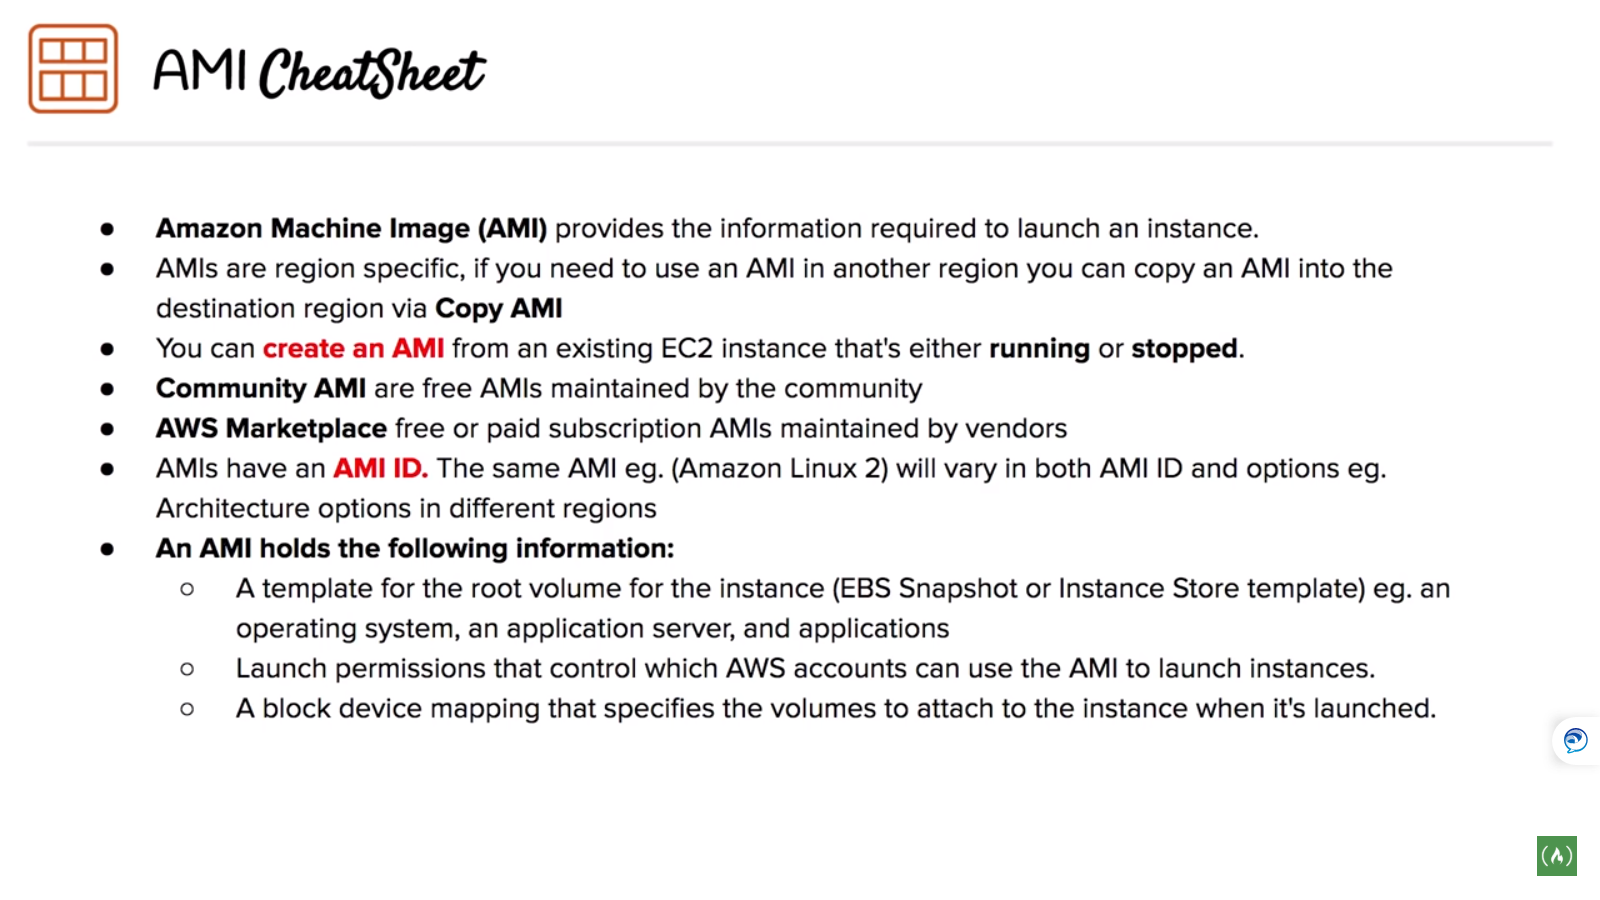 AMI CheatSheet
● Amazon Machine Image (AMI) provides the information required to launch an instance.
● AMIs are region specific, if you need to use an AMI in another region you can copy an AMI into the
destination region via Copy AMI
● You can create an AMI from an existing EC2 instance that's either running or stopped.
● Community AMI are free AMIs maintained by the community
● AWS Marketplace free or paid subscription AMIs maintained by vendors
● AMIs have an AMI ID. The same AMI eg. (Amazon Linux 2) will vary in both AMI ID and options eg.
Architecture options in different regions
● An AMI holds the following information:
○ A template for the root volume for the instance (EBS Snapshot or Instance Store template) eg. an
operating system, an application server, and applications
○ Launch permissions that control which AWS accounts can use the AMI to launch instances.
○ A block device mapping that specifies the volumes to attach to the instance when it's launched.